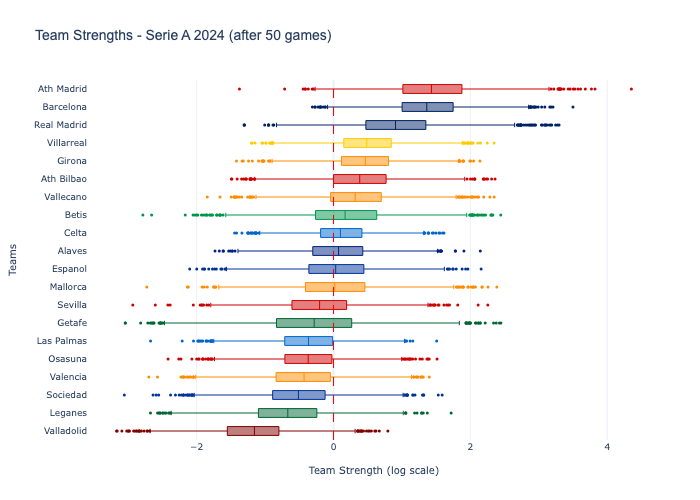 Team Strengths - Serie A 2024 (after 50 games)
Ath Madrid
Barcelona
Real Madrid
Villarreal
Girona
Ath Bilbao
Vallecano
Betis
Celta
Alaves
Espanol
Mallorca
Sevilla
Getafe
Las Palmas
Osasuna
Valencia
Sociedad
Leganes
Valladolid
Teams
−2
0
2
4
Team Strength (log scale)